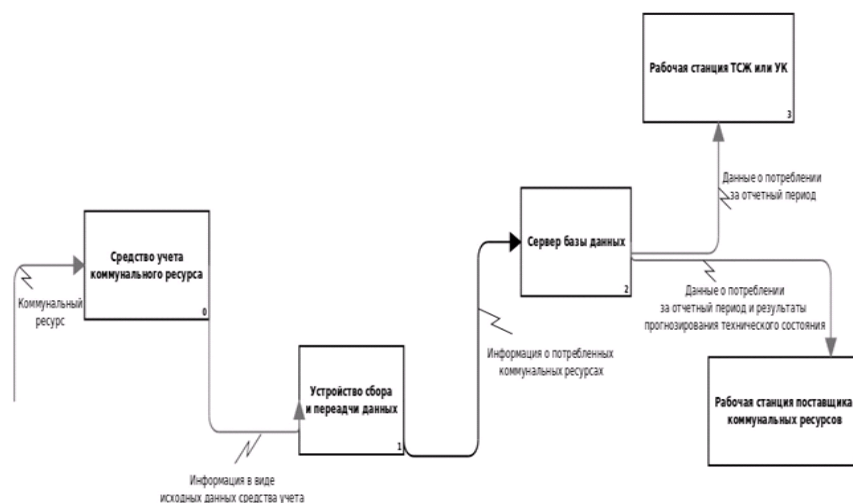 Рабочая станция ТСЖ или УК
3
Данные о потреблении
за отчетный период
Сервер базы данных
2
Средство учета
коммунального ресурса
0
Коммунальный
ресурс
Данные о потреблении
за отчетный период и результаты
прогнозирования технического состояния
Информация о потребленных
коммунальных ресурсах
Устройство сбора
и переадчи данных
1
Рабочая станция поставщика
коммунальных ресурсов
Информация в виде
исходных данных средства учета